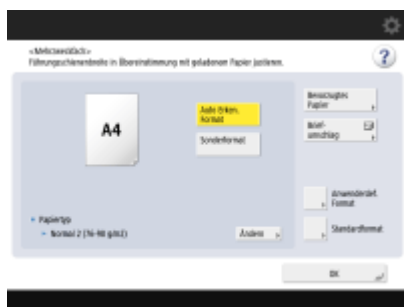 <Mehrzweckfach>
Führungsschienenbreite in Übereinstimmung mit geladenem Papier justieren.
?
A4
Auto Erken.
Format
Sonderformat
Bevorzugtes
Papier
Brief-
umschlag
Anwenderdef.
Format
Standardformat
Papiertyp
Normal 2 (76-90 g/m2)
Ändern
OK